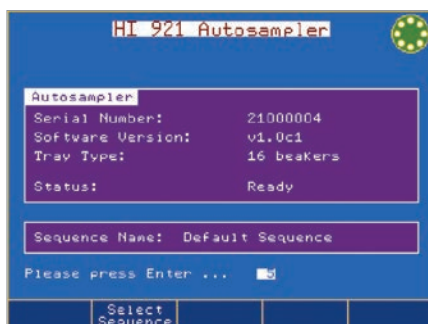 HI 921 Autosampler
Autosampler
Serial Number: 21000004
Software Version: v1.0c1
Tray Type: 16 beakers
Status: Ready
Sequence Name: Default Sequence
Please press Enter ... 5
Select
Sequence